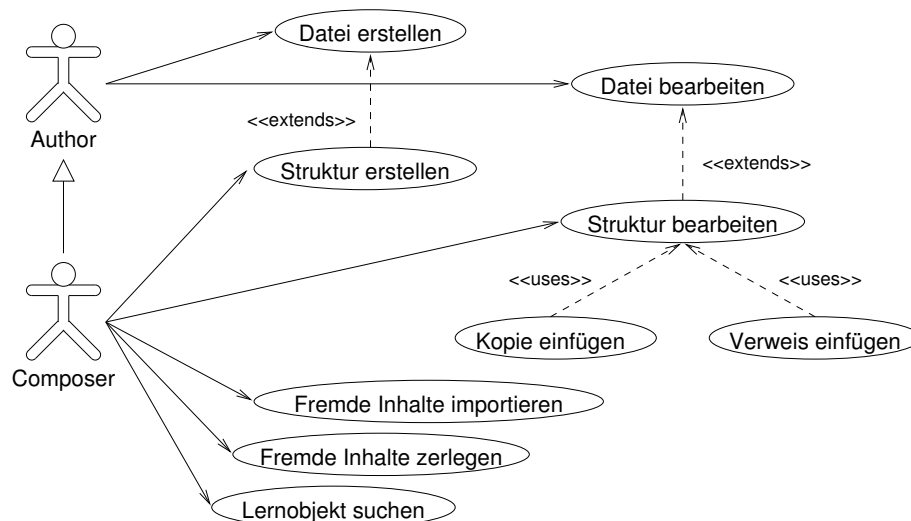 Datei erstellen
Datei bearbeiten
<<extends>>
Author
Struktur erstellen
<<extends>>
Struktur bearbeiten
<<uses>>
<<uses>>
Kopie einfügen
Verweis einfügen
Composer
Fremde Inhalte importieren
Fremde Inhalte zerlegen
Lernobjekt suchen